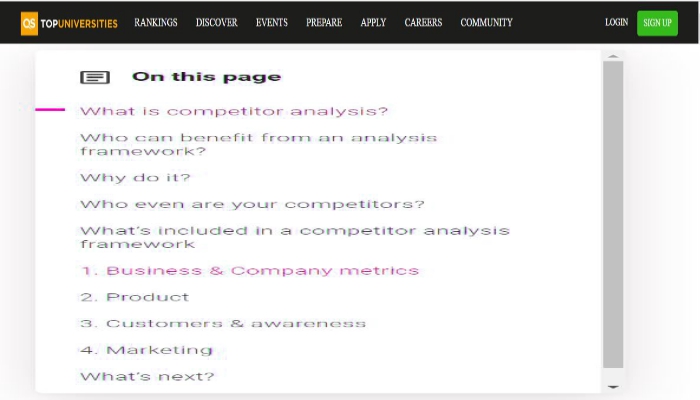 QS TOPUNIVERSITIES RANKINGS DISCOVER EVENTS PREPARE APPLY CAREERS COMMUNITY LOGIN SIGN UP
On this page
What is competitor analysis?
Who can benefit from an analysis
framework?
Why do it?
Who even are your competitors?
What's included in a competitor analysis
framework
1. Business & Company metrics
2. Product
3. Customers & awareness
4. Marketing
What's next?